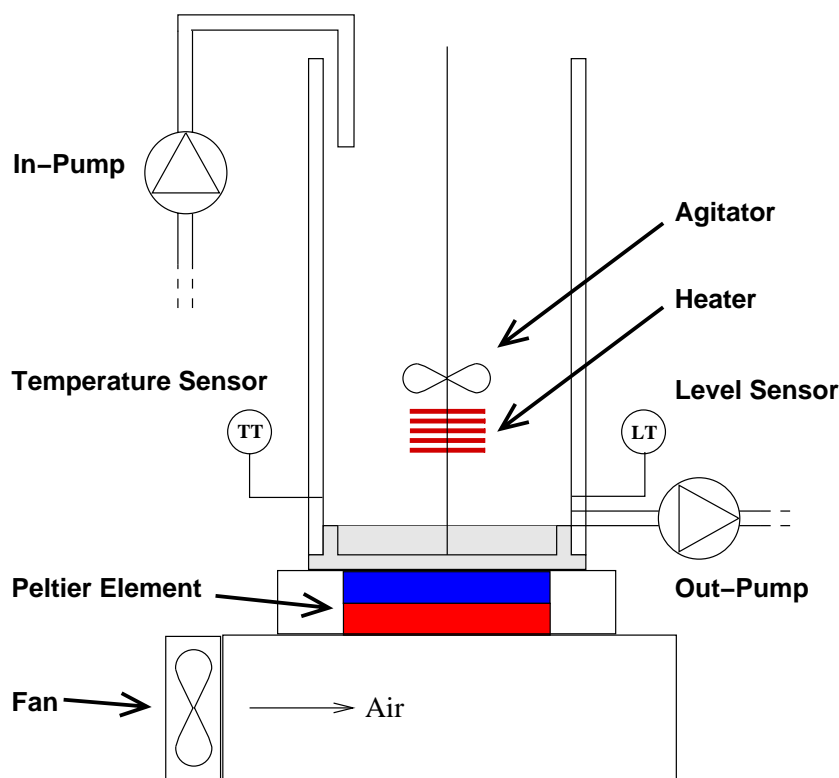 In–Pump
Agitator
Heater
Temperature Sensor
Level Sensor
TT
LT
Peltier Element
Out–Pump
Fan
Air